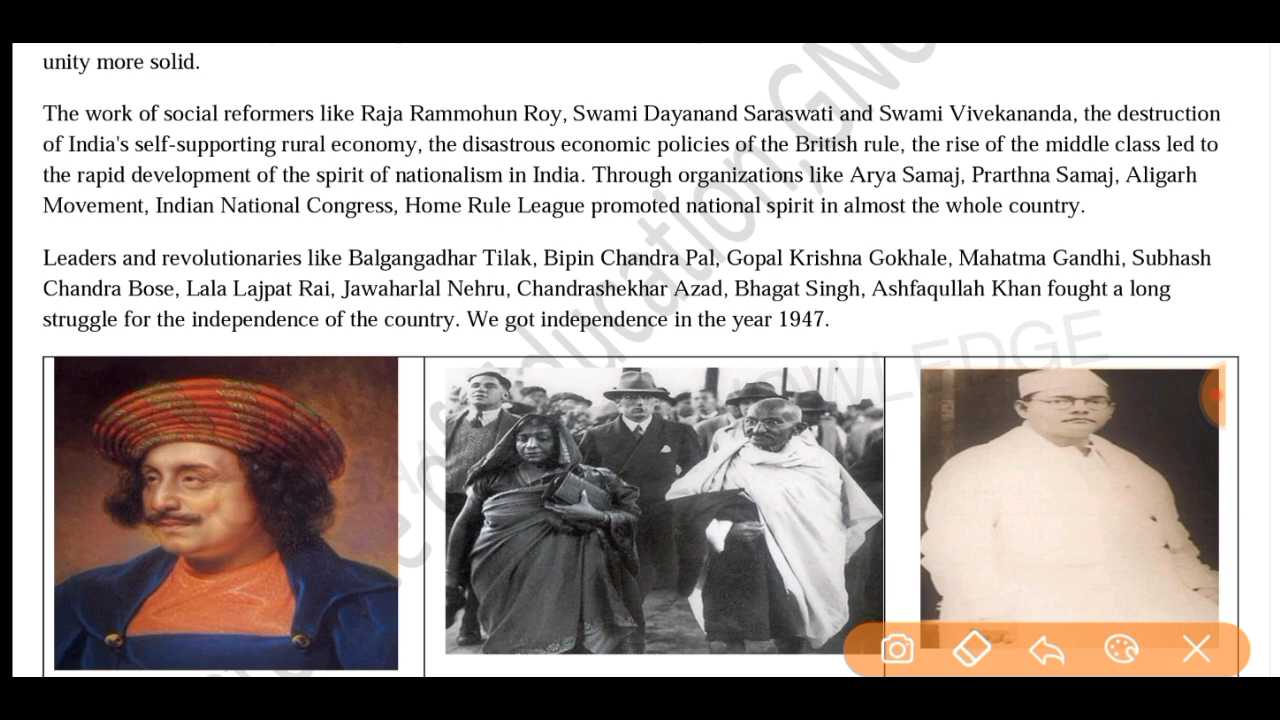 unity more solid.
The work of social reformers like Raja Rammohun Roy, Swami Dayanand Saraswati and Swami Vivekananda, the destruction
of India's self-supporting rural economy, the disastrous economic policies of the British rule, the rise of the middle class led to
the rapid development of the spirit of nationalism in India. Through organizations like Arya Samaj, Prarthna Samaj, Aligarh
Movement, Indian National Congress, Home Rule League promoted national spirit in almost the whole country.
Leaders and revolutionaries like Balgangadhar Tilak, Bipin Chandra Pal, Gopal Krishna Gokhale, Mahatma Gandhi, Subhash
Chandra Bose, Lala Lajpat Rai, Jawaharlal Nehru, Chandrashekhar Azad, Bhagat Singh, Ashfaqullah Khan fought a long
struggle for the independence of the country. We got independence in the year 1947.